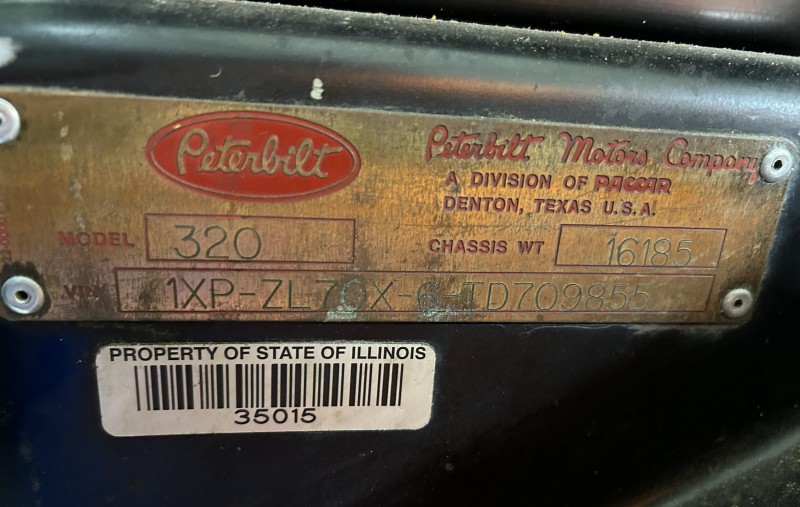 Peterbilt
Peterbilt Motors Company
A DIVISION OF PACCAR
DENTON, TEXAS U.S.A.
MODEL 320 CHASSIS WT 16185
VIN 1XP-ZL70X-6-TD709855
PROPERTY OF STATE OF ILLINOIS
35015